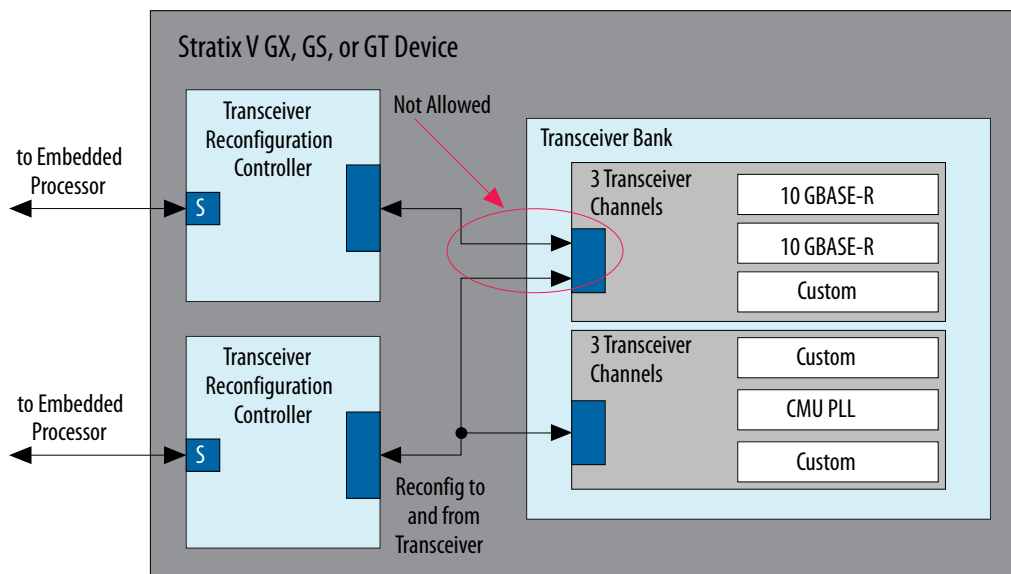 Stratix V GX, GS, or GT Device
to Embedded
Processor
Transceiver
Reconfiguration
Controller
S
Not Allowed
Transceiver Bank
3 Transceiver
Channels
10 GBASE-R
10 GBASE-R
Custom
to Embedded
Processor
Transceiver
Reconfiguration
Controller
S
Reconfig to
and from
Transceiver
3 Transceiver
Channels
Custom
CMU PLL
Custom